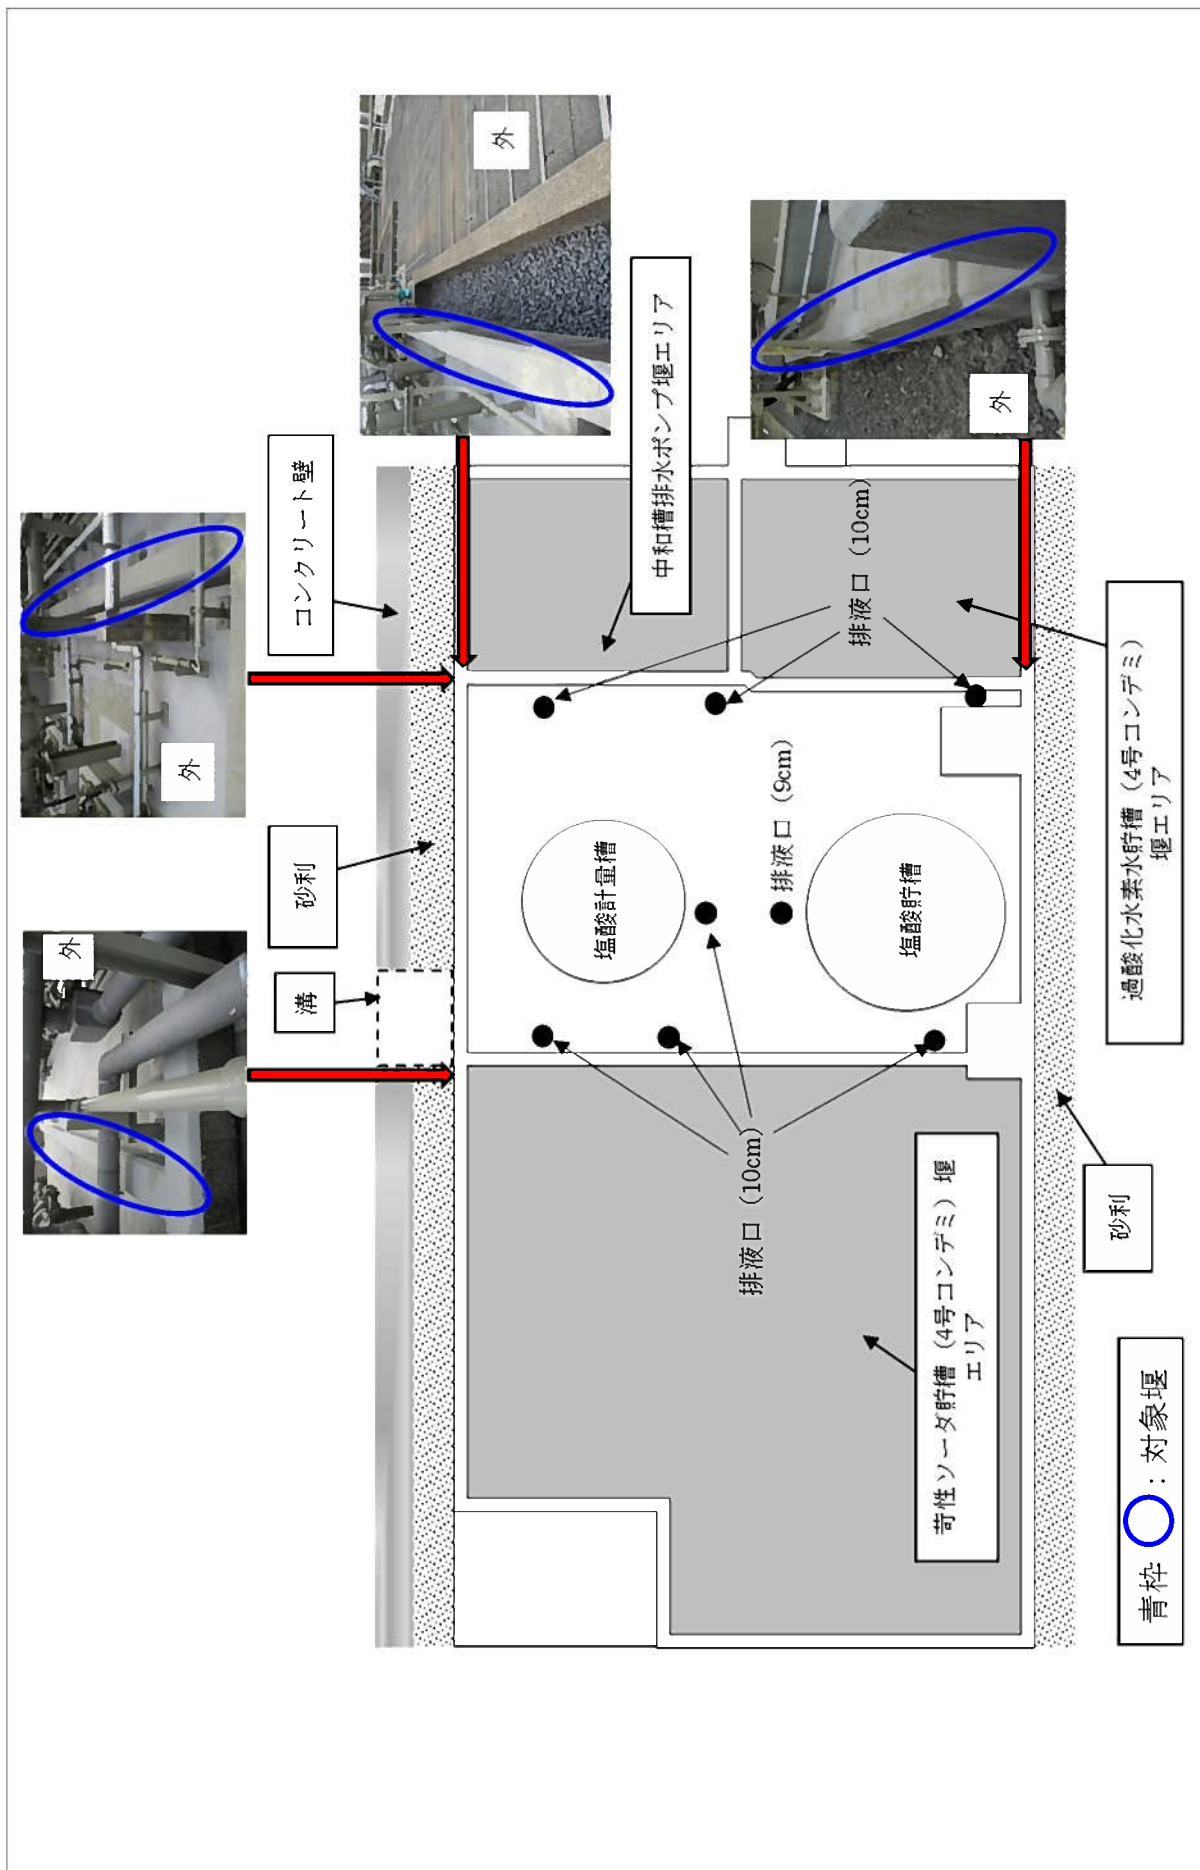 外
外
外
外
溝
砂利
コンクリート壁
中和槽排水ポンプ堰エリア
排液口（10cm）
塩酸計量槽
排液口（9cm）
塩酸貯槽
排液口（10cm）
苛性ソーダ貯槽（4号コンデミ）堰
エリア
過酸化水素水貯槽（4号コンデミ）
堰エリア
砂利
青枠 ：対象堰